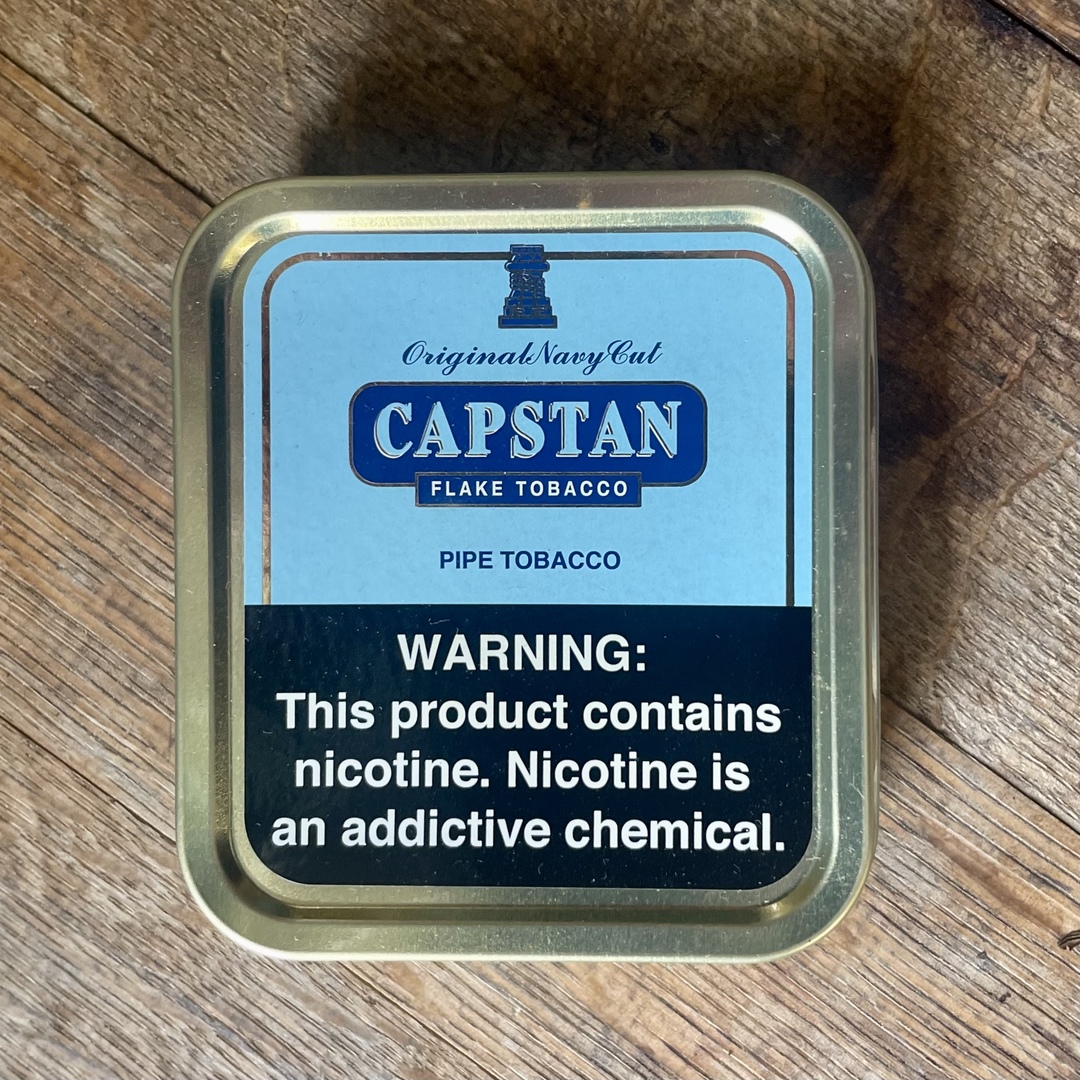 Original Navy Cut
CAPSTAN
FLAKE TOBACCO
PIPE TOBACCO
WARNING:
This product contains
nicotine. Nicotine is
an addictive chemical.